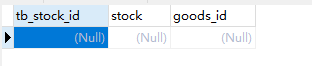 tb_stock_id stock goods_id
(Null) (Null) (Null)